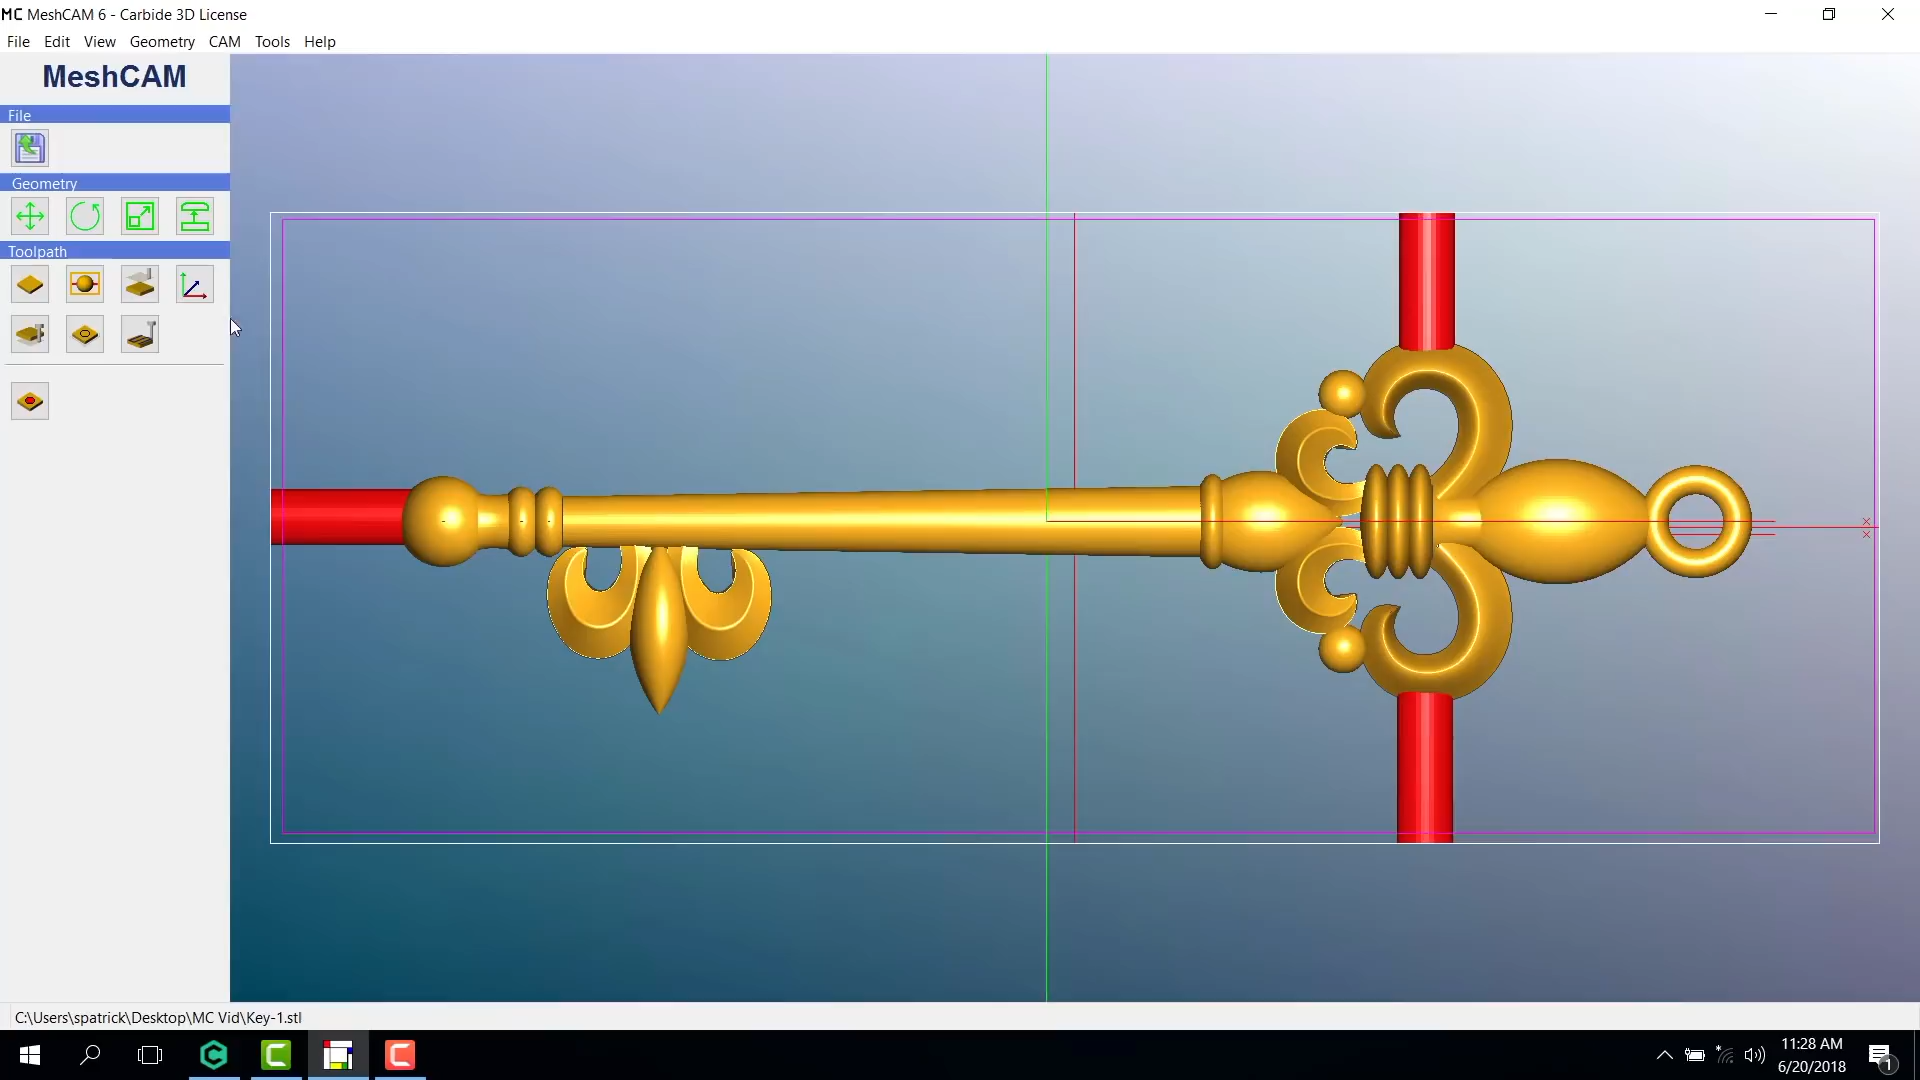 MC MeshCAM 6 - Carbide 3D License
File Edit View Geometry CAM Tools Help
MeshCAM
File
Geometry
Toolpath
C:\Users\spatrick\Desktop\MC Vid\Key-1.stl
11:28 AM
6/20/2018
1